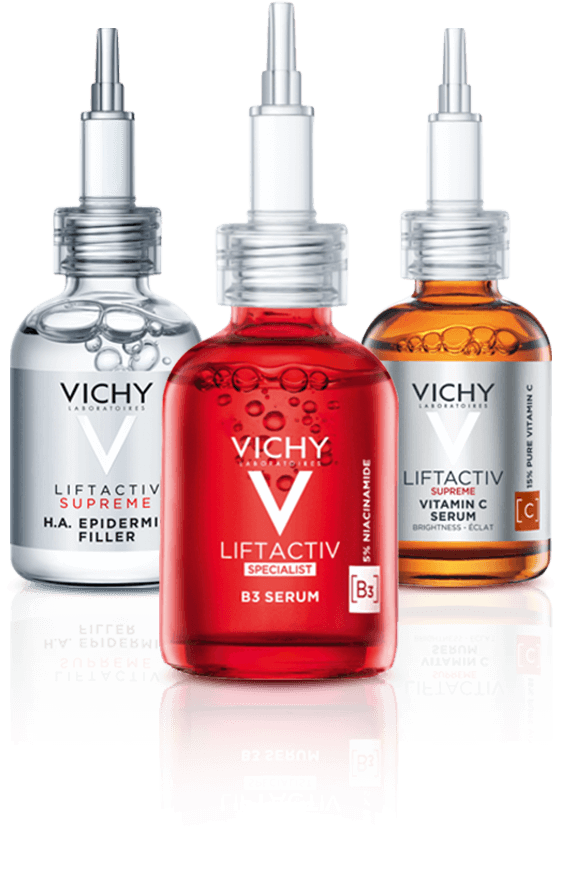 VICHY
LABORATOIRES
V
LIFTACTIV
SUPREME
H.A. EPIDERMI
FILLER
VICHY
LABORATOIRES
V
LIFTACTIV
SPECIALIST
B3 SERUM
5% NIACINAMIDE
[B3]
VICHY
LABORATOIRES
V
LIFTACTIV
SUPREME
VITAMIN C
SERUM
BRIGHTNESS - ÉCLAT
15% PURE VITAMIN C
[C]